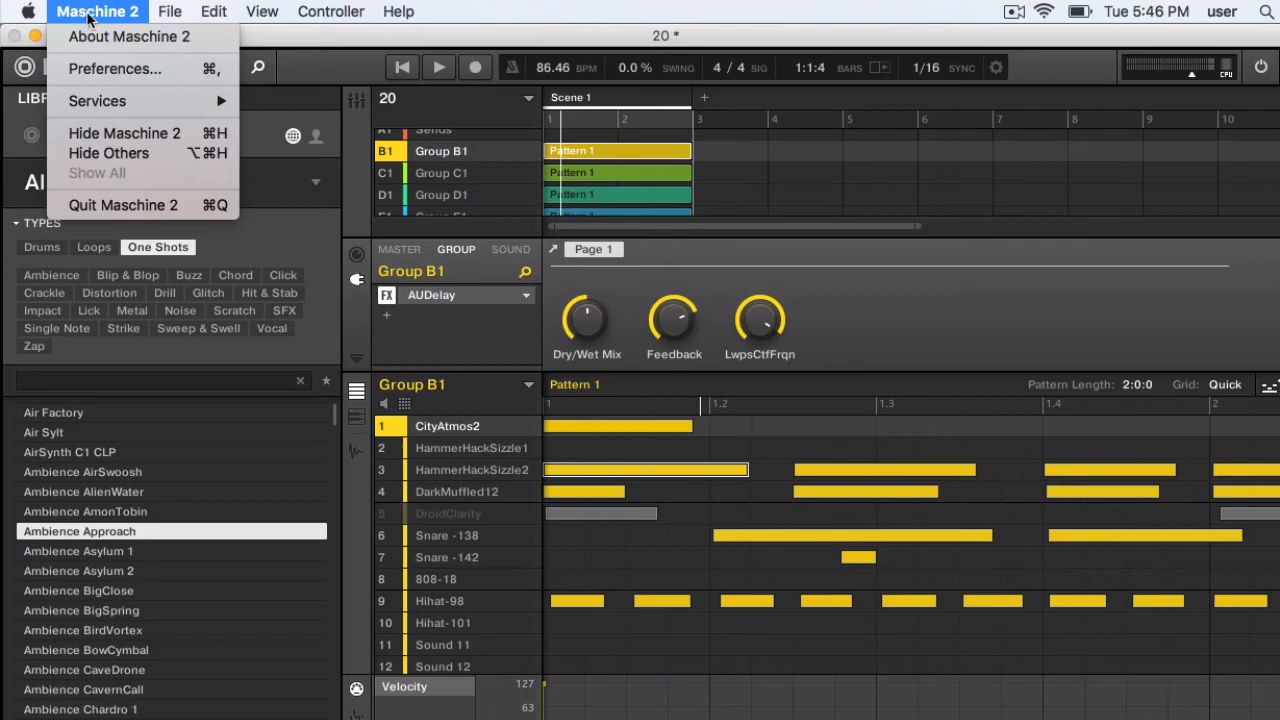 Maschine 2 File Edit View Controller Help Tue 5:46 PM user
About Maschine 2
Preferences... ⌘,
Services
Hide Maschine 2 ⌘H
Hide Others ⌥⌘H
Show All
Quit Maschine 2 ⌘Q
20 *
86.46 BPM 0.0% SWING 4 / 4 SIG 1:1:4 BARS 1/16 SYNC CPU
TYPES
Drums Loops One Shots
Ambience Blip & Blop Buzz Chord Click
Crackle Distortion Drill Glitch Hit & Stab
Impact Lick Metal Noise Scratch SFX
Single Note Strike Sweep & Swell Vocal
Zap
Air Factory
Air Sylt
AirSynth C1 CLP
Ambience AirSwoosh
Ambience AlienWater
Ambience AmonTobin
Ambience Approach
Ambience Asylum 1
Ambience Asylum 2
Ambience BigClose
Ambience BigSpring
Ambience BirdVortex
Ambience BowCymbal
Ambience CaveDrone
Ambience CavernCall
Ambience Chardro 1
20 Scene 1 +
1 2 3 4 5 6 7 8 9 10
Sends
B1 Group B1 Pattern 1
C1 Group C1 Pattern 1
D1 Group D1 Pattern 1
MASTER GROUP SOUND Page 1
Group B1
FX AUDelay
+
Dry/Wet Mix Feedback LwpsCtfFrqn
Group B1 Pattern 1 Pattern Length: 2:0:0 Grid: Quick
1 1.2 1.3 1.4 2
1 CityAtmos2
2 HammerHackSizzle1
3 HammerHackSizzle2
4 DarkMuffled12
5 DroidClarity
6 Snare -138
7 Snare -142
8 808-18
9 Hihat-98
10 Hihat-101
11 Sound 11
12 Sound 12
Velocity 127
63